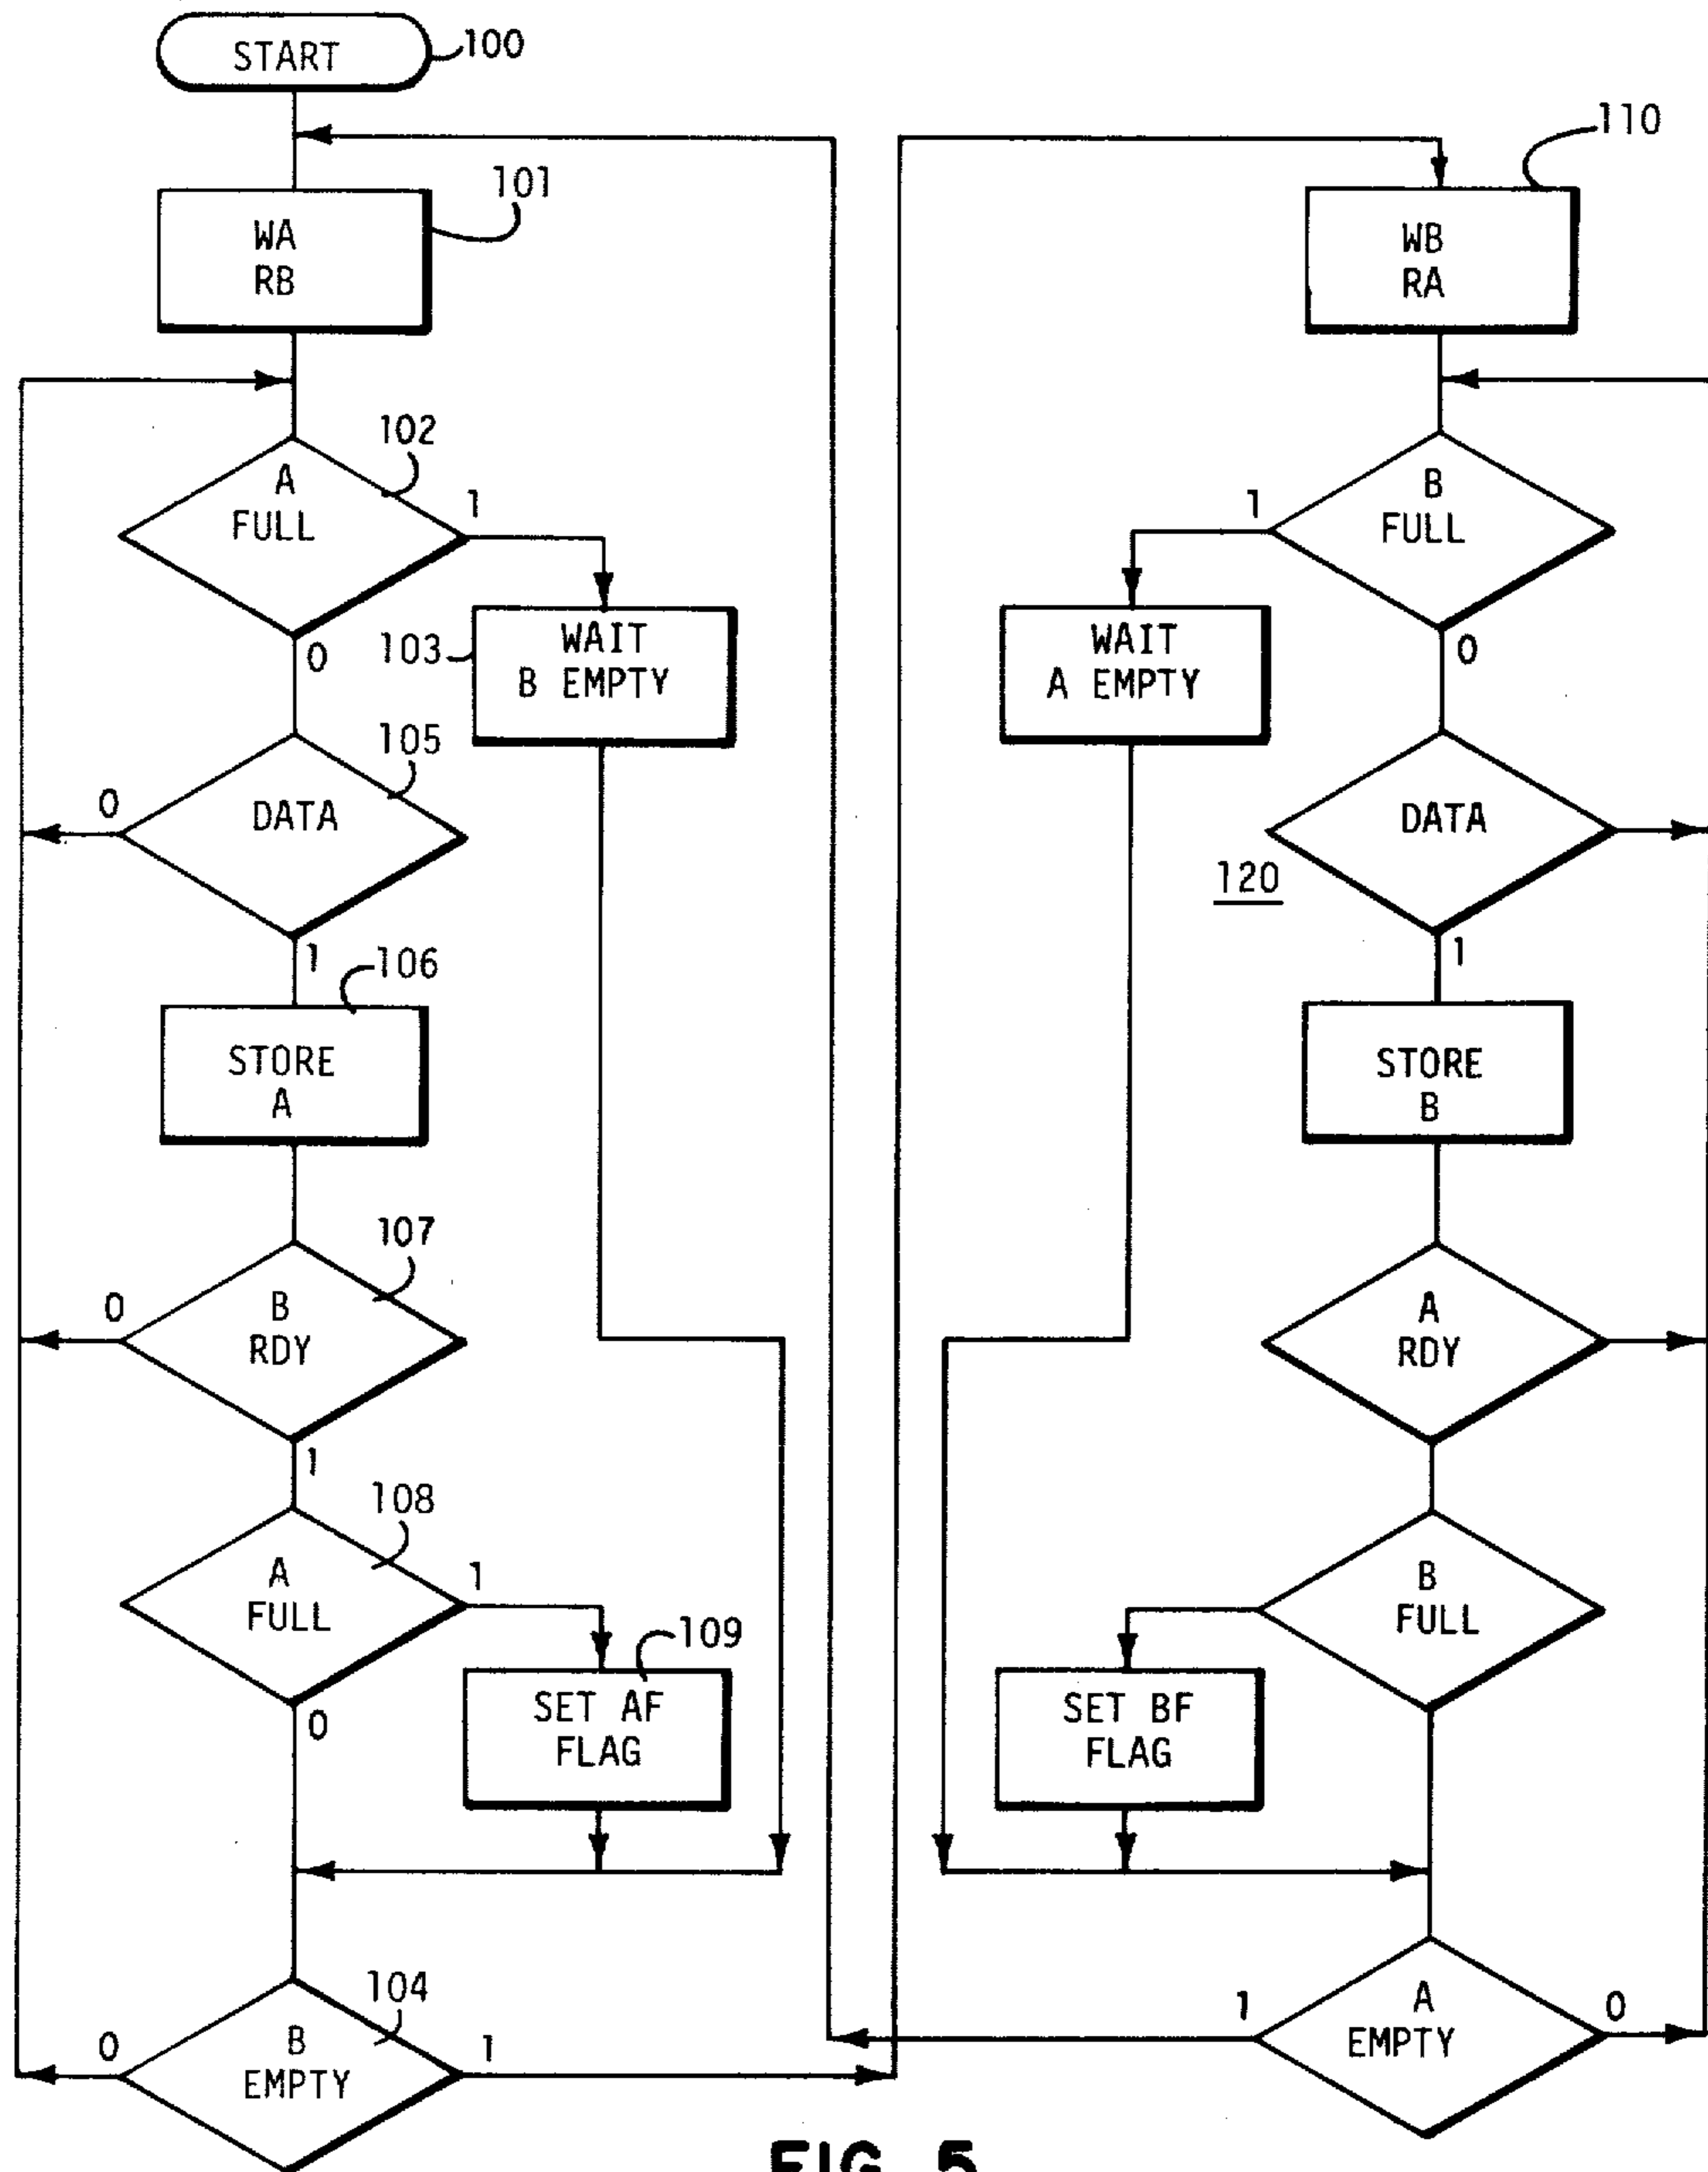 START
100
WA
RB
101
A
FULL
102
1
0
103
WAIT
B EMPTY
DATA
105
0
1
106
STORE
A
107
B
RDY
0
1
108
A
FULL
1
0
109
SET AF
FLAG
104
B
EMPTY
0
1
110
WB
RA
B
FULL
1
0
WAIT
A EMPTY
DATA
120
1
STORE
B
A
RDY
B
FULL
SET BF
FLAG
A
EMPTY
1
0
FIG 5